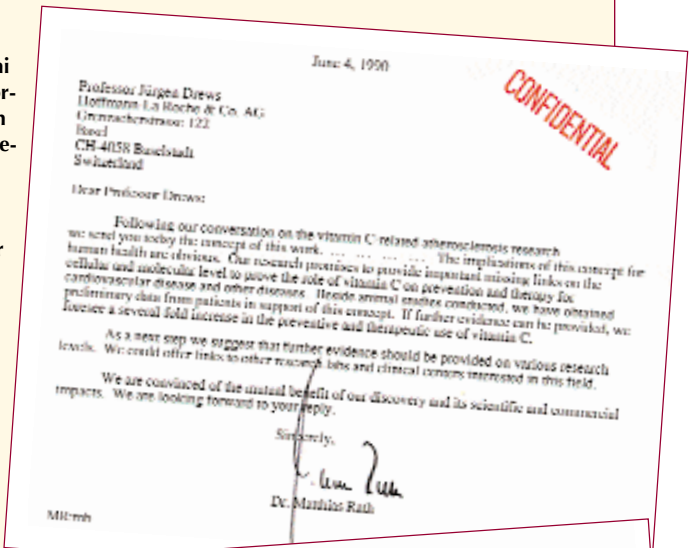 ni
or-
n
e-
r
June 4, 1990
CONFIDENTIAL
Professor Jürgen Drews
Hoffmann-La Roche & Co. AG
Grenzacherstrasse 122
Basel
CH-4058 Baselstadt
Switzerland
Dear Professor Drews:
Following our conversation on the vitamin C-related atherosclerosis research
we send you today the concept of this work. ... ... ... ... The implications of this concept for
human health are obvious. Our research promises to provide important missing links on the
cellular and molecular level to prove the role of vitamin C on prevention and therapy for
cardiovascular disease and other diseases. Beside animal studies conducted, we have obtained
preliminary data from patients in support of this concept. If further evidence can be provided, we
foresee a several fold increase in the preventive and therapeutic use of vitamin C.
As a next step we suggest that further evidence should be provided on various research
levels. We could offer links to other research labs and clinical centers interested in this field.
We are convinced of the mutual benefit of our discovery and its scientific and commercial
impacts. We are looking forward to your reply.
Sincerely,
Dr. Matthias Rath
MR:mh